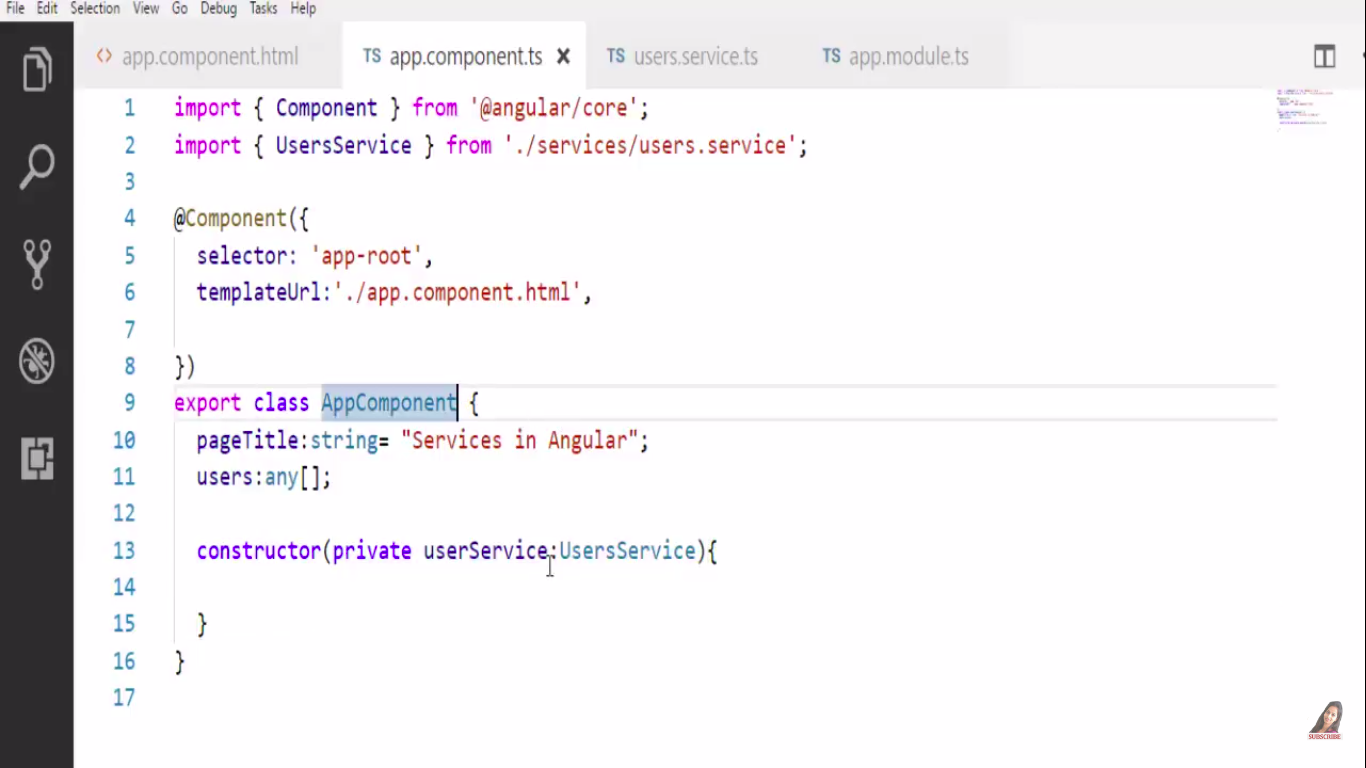 File Edit Selection View Go Debug Tasks Help
<> app.component.html TS app.component.ts × TS users.service.ts TS app.module.ts
1 import { Component } from '@angular/core';
2 import { UsersService } from './services/users.service';
3
4 @Component({
5 selector: 'app-root',
6 templateUrl:'./app.component.html',
7
8 })
9 export class AppComponent {
10 pageTitle:string= "Services in Angular";
11 users:any[];
12
13 constructor(private userService:UsersService){
14
15 }
16 }
17
SUBSCRIBE